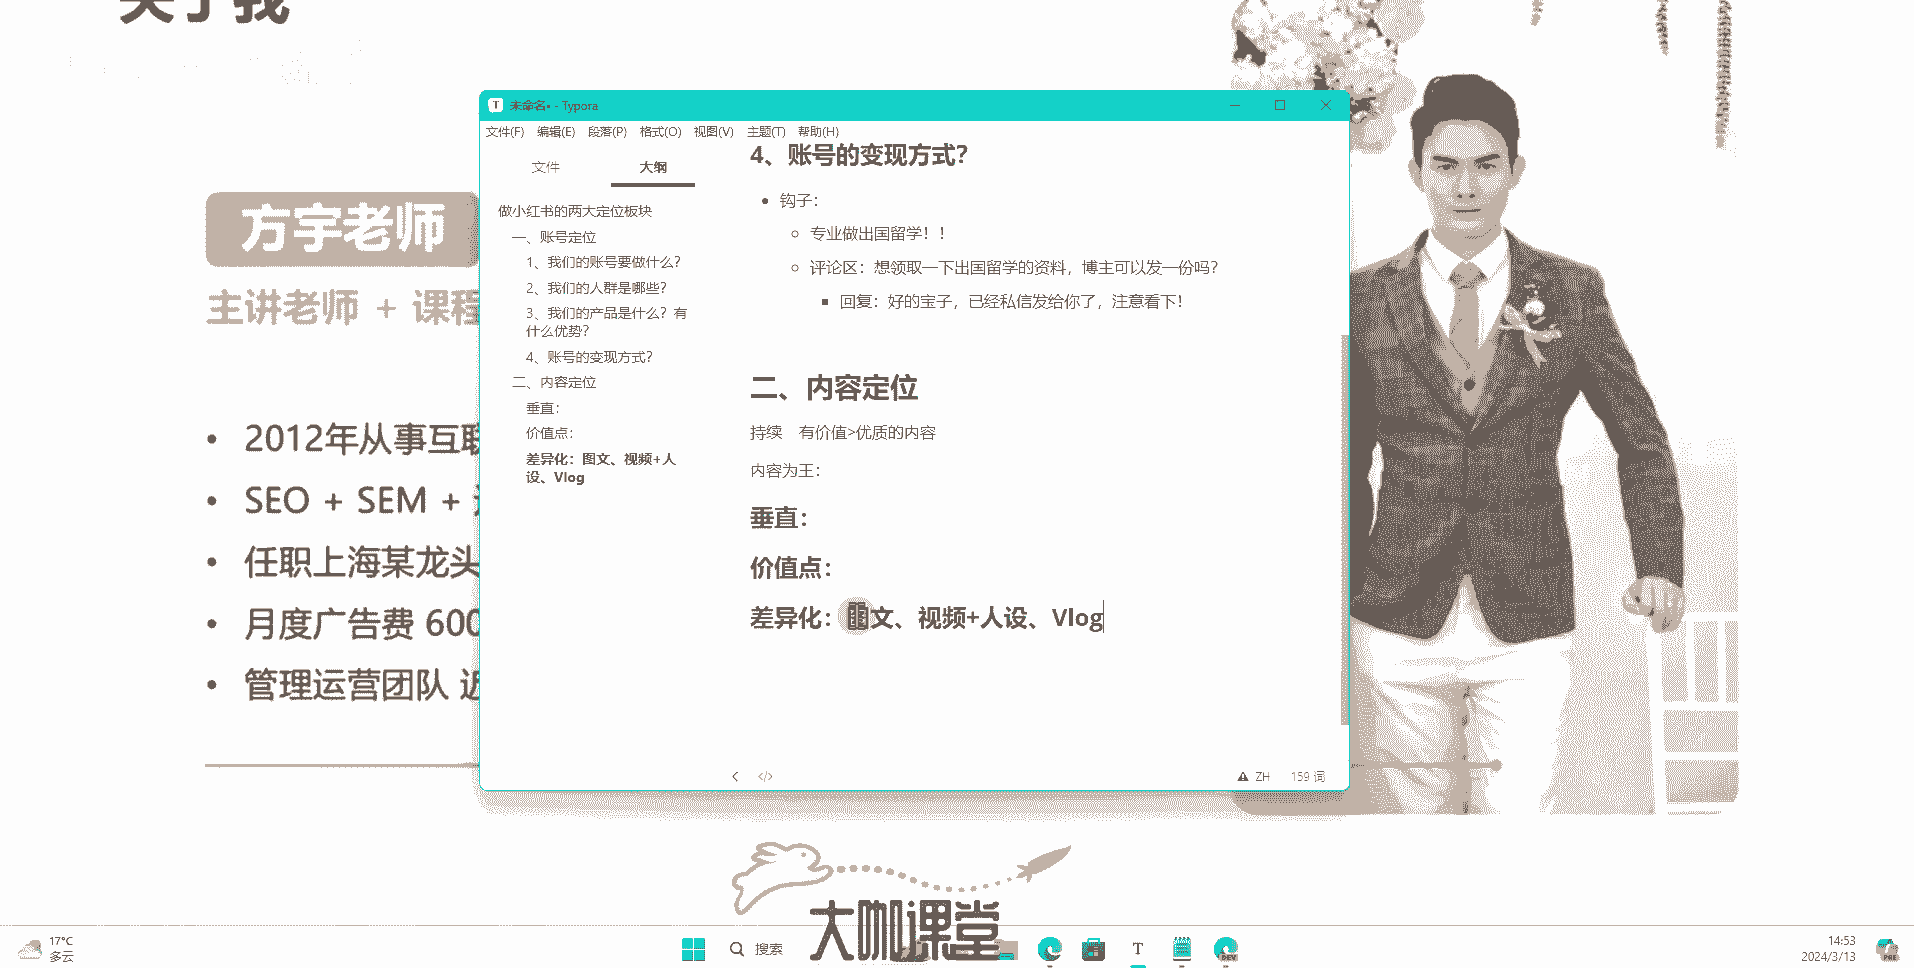 关于我
方宇老师
主讲老师 + 课程
2012年从事互联
SEO + SEM +
任职上海某龙头
月度广告费 600
管理运营团队 近
未命名• - Typora
文件(F) 编辑(E) 段落(P) 格式(O) 视图(V) 主题(T) 帮助(H)
文件 大纲
做小红书的两大定位板块
一、账号定位
1、我们的账号要做什么？
2、我们的人群是哪些？
3、我们的产品是什么？有
什么优势？
4、账号的变现方式？
二、内容定位
垂直：
价值点：
差异化：图文、视频+人
设、Vlog
4、账号的变现方式？
钩子：
专业做出国留学！！
评论区：想领取一下出国留学的资料，博主可以发一份吗？
回复：好的宝子，已经私信发给你了，注意看下！
二、内容定位
持续 有价值>优质的内容
内容为王：
垂直：
价值点：
差异化：图文、视频+人设、Vlog
</>
ZH 159 词
大咖课堂
17°C
多云
搜索
T
DEV
14:53
2024/3/13
PRE